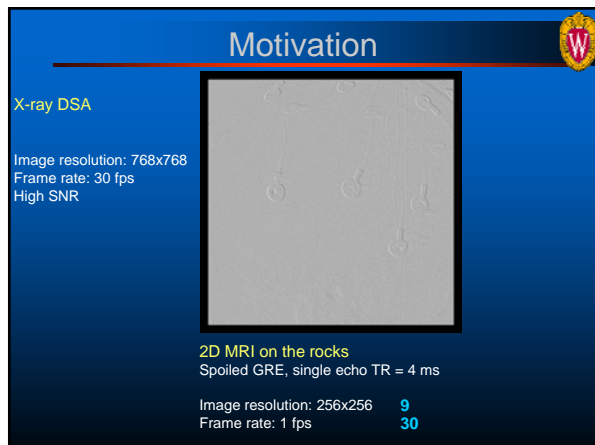 Motivation
W
X-ray DSA
Image resolution: 768x768
Frame rate: 30 fps
High SNR
2D MRI on the rocks
Spoiled GRE, single echo TR = 4 ms
Image resolution: 256x256 9
Frame rate: 1 fps 30